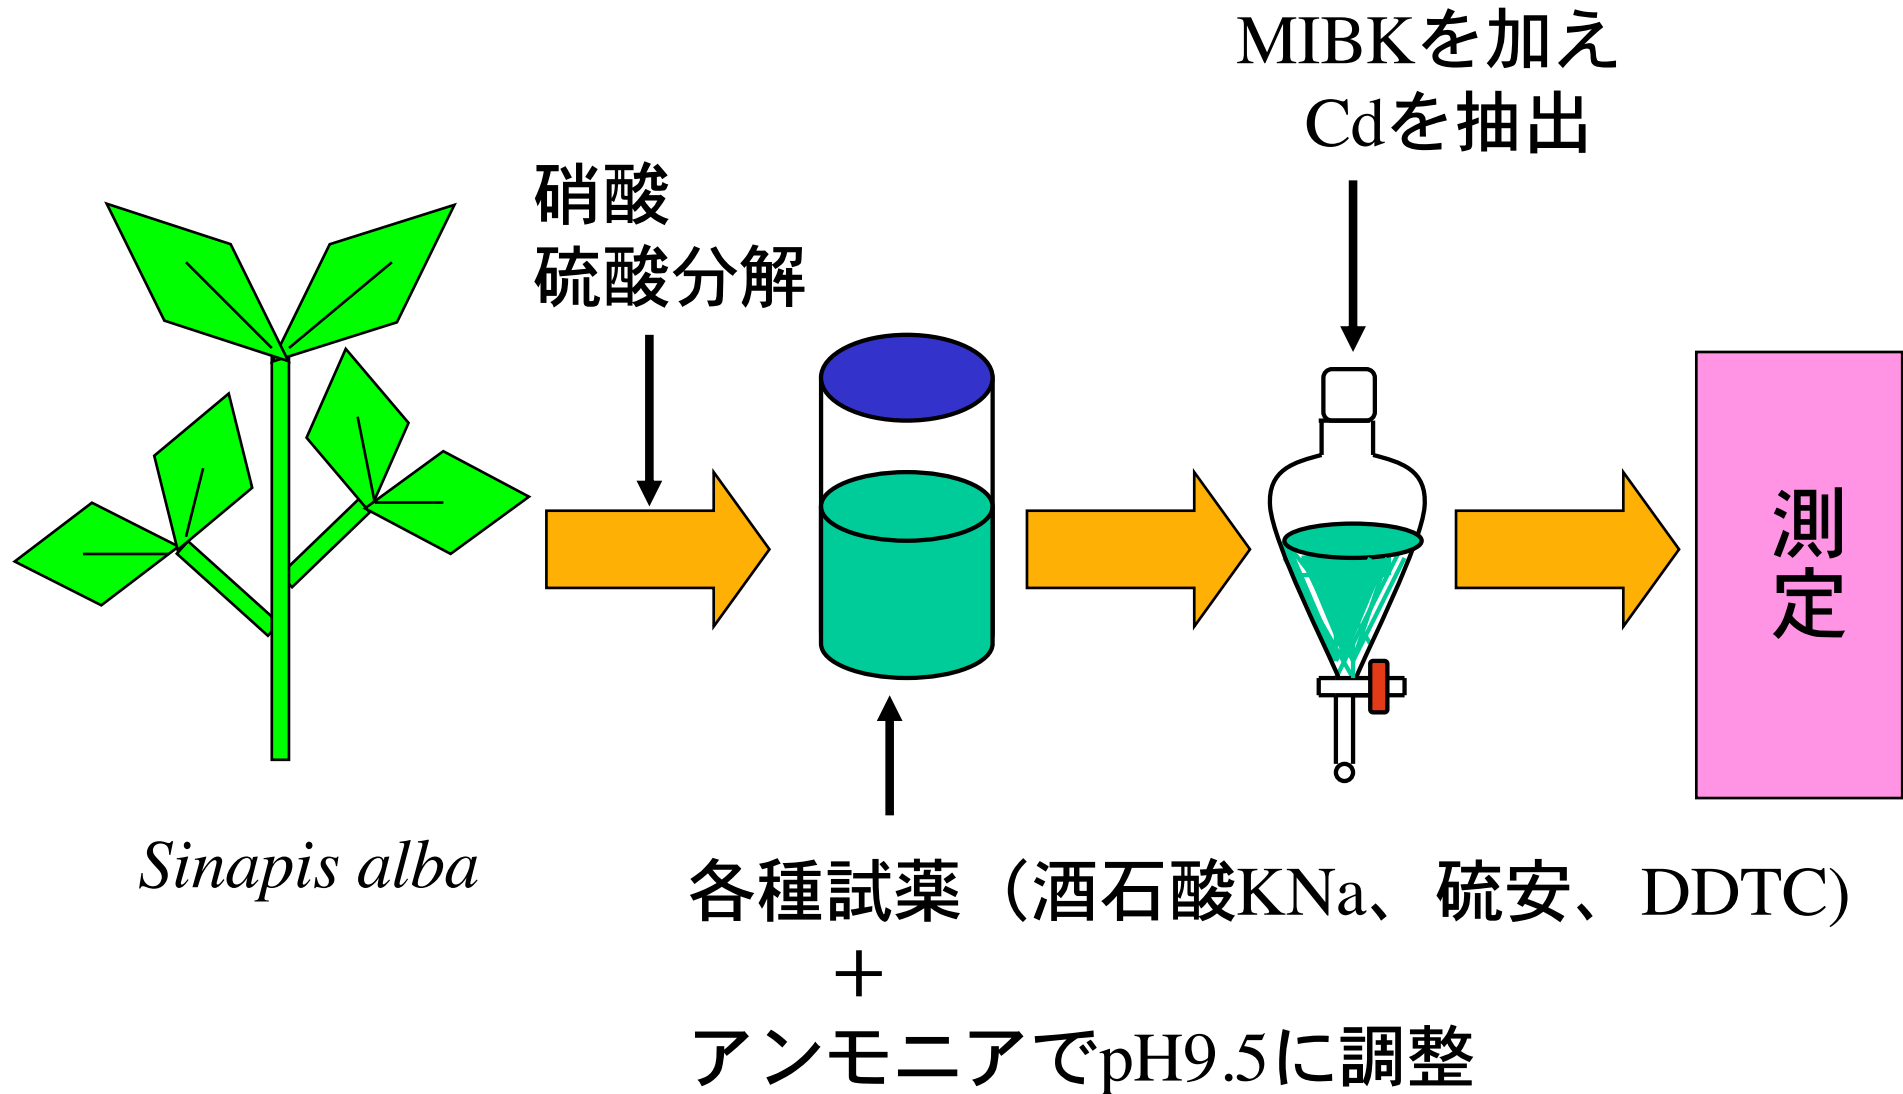 MIBKを加え
Cdを抽出
硝酸
硫酸分解
測
定
Sinapis alba
各種試薬（酒石酸KNa、硫安、DDTC)
＋
アンモニアでpH9.5に調整